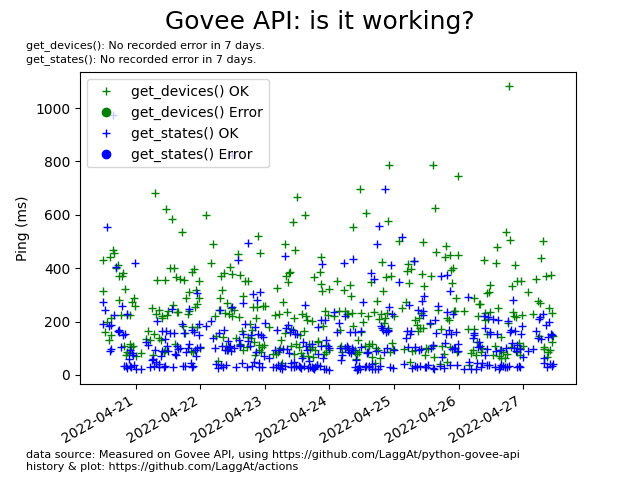 Govee API: is it working?
get_devices(): No recorded error in 7 days.
get_states(): No recorded error in 7 days.
get_devices() OK
get_devices() Error
get_states() OK
get_states() Error
Ping (ms)
1000
800
600
400
200
0
2022-04-21
2022-04-22
2022-04-23
2022-04-24
2022-04-25
2022-04-26
2022-04-27
data source: Measured on Govee API, using https://github.com/LaggAt/python-govee-api
history & plot: https://github.com/LaggAt/actions